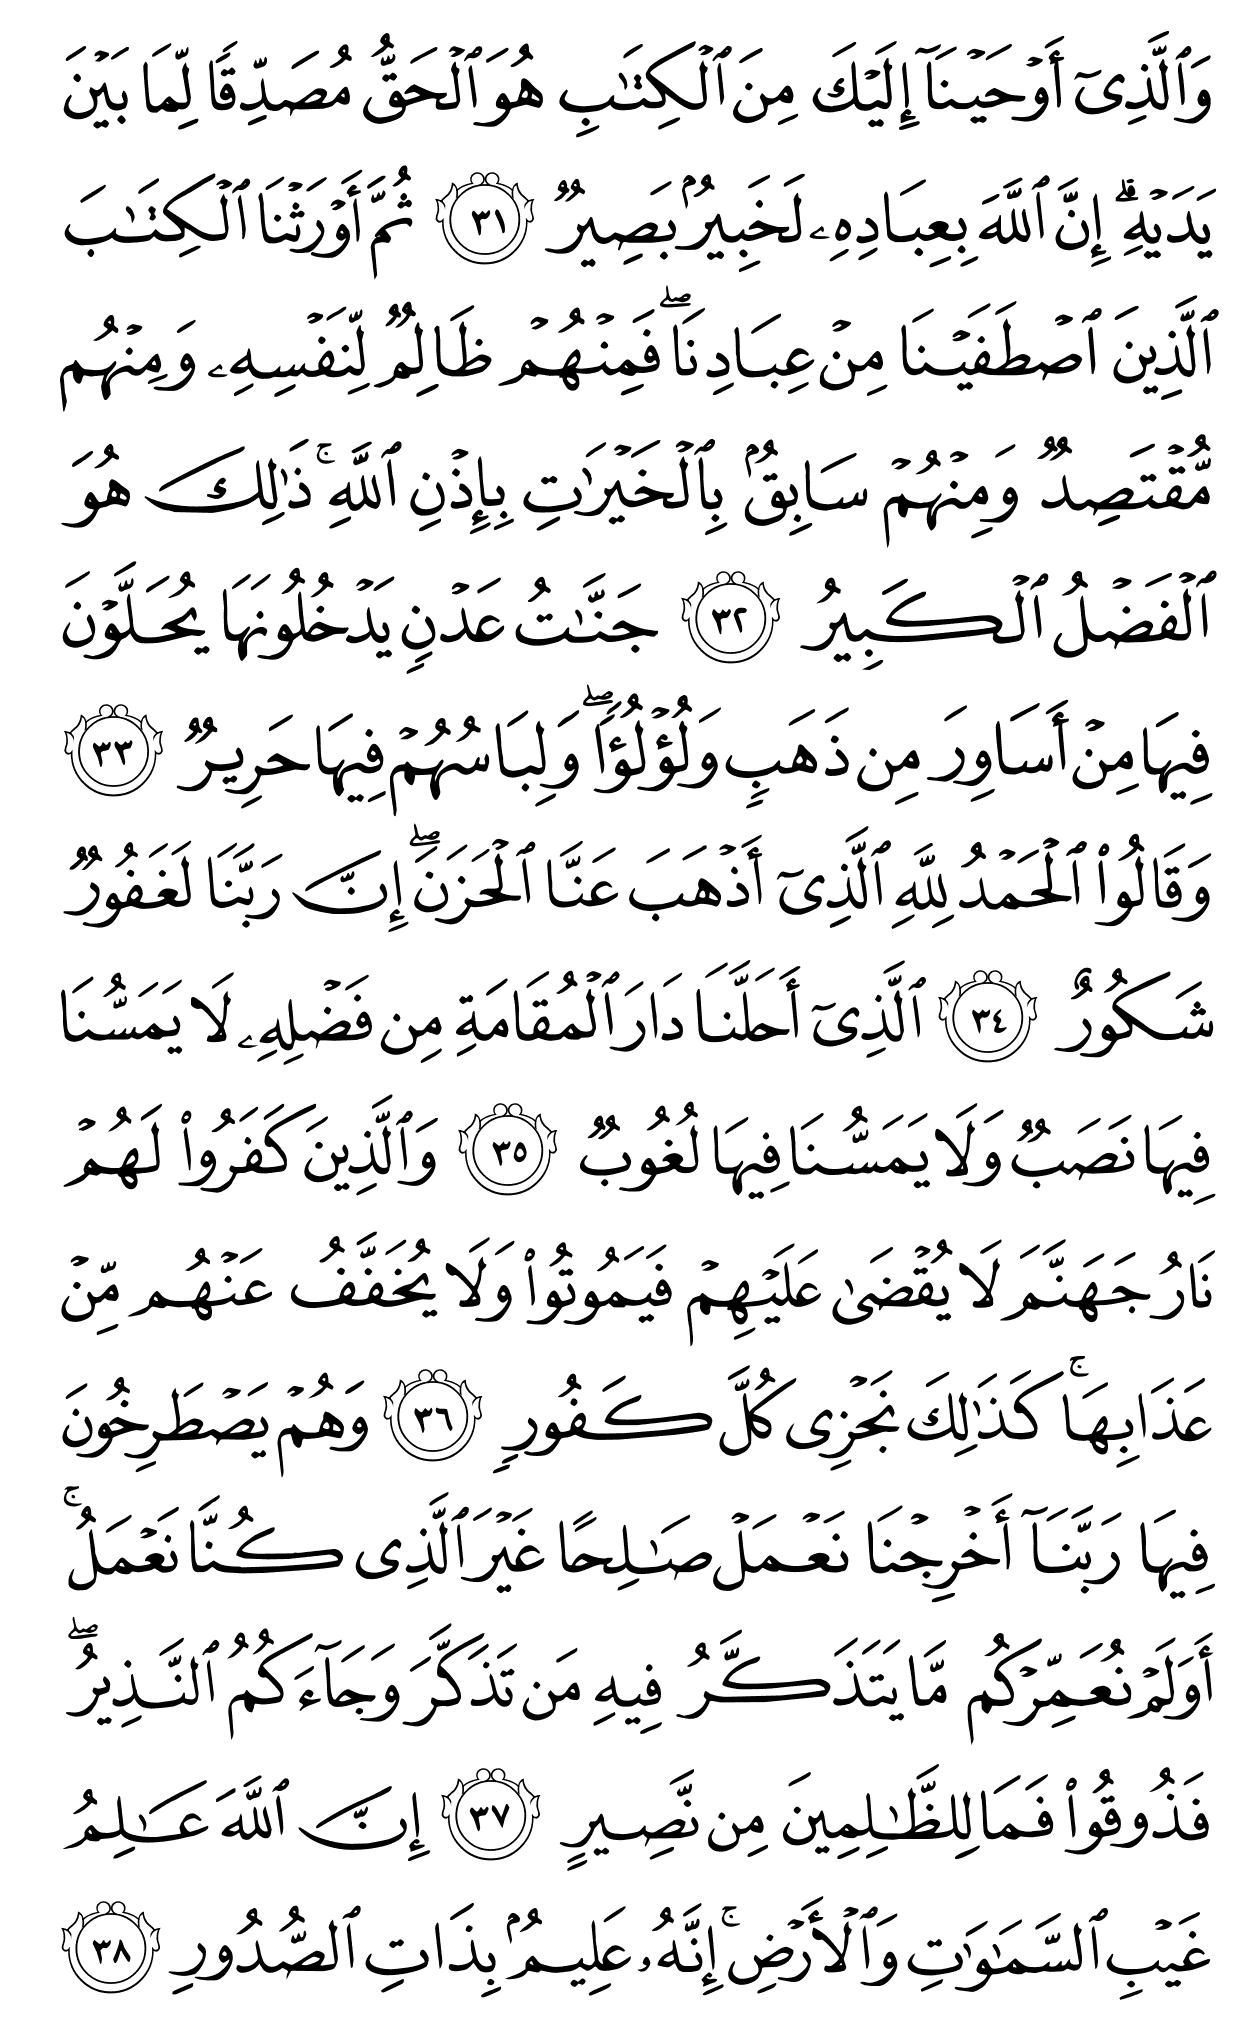 وَٱلَّذِىٓ أَوْحَيْنَآ إِلَيْكَ مِنَ ٱلْكِتَٰبِ هُوَ ٱلْحَقُّ مُصَدِّقًا لِّمَا بَيْنَ
يَدَيْهِ ۗ إِنَّ ٱللَّهَ بِعِبَادِهِۦ لَخَبِيرٌۢ بَصِيرٌ ٣١ ثُمَّ أَوْرَثْنَا ٱلْكِتَٰبَ
ٱلَّذِينَ ٱصْطَفَيْنَا مِنْ عِبَادِنَا ۖ فَمِنْهُمْ ظَالِمٌ لِّنَفْسِهِۦ وَمِنْهُم
مُّقْتَصِدٌ وَمِنْهُمْ سَابِقٌۢ بِٱلْخَيْرَٰتِ بِإِذْنِ ٱللَّهِ ۚ ذَٰلِكَ هُوَ
ٱلْفَضْلُ ٱلْكَبِيرُ ٣٢ جَنَّٰتُ عَدْنٍ يَدْخُلُونَهَا يُحَلَّوْنَ
فِيهَا مِنْ أَسَاوِرَ مِن ذَهَبٍ وَلُؤْلُؤًا ۖ وَلِبَاسُهُمْ فِيهَا حَرِيرٌ ٣٣
وَقَالُوا۟ ٱلْحَمْدُ لِلَّهِ ٱلَّذِىٓ أَذْهَبَ عَنَّا ٱلْحَزَنَ ۖ إِنَّ رَبَّنَا لَغَفُورٌ
شَكُورٌ ٣٤ ٱلَّذِىٓ أَحَلَّنَا دَارَ ٱلْمُقَامَةِ مِن فَضْلِهِۦ لَا يَمَسُّنَا
فِيهَا نَصَبٌ وَلَا يَمَسُّنَا فِيهَا لُغُوبٌ ٣٥ وَٱلَّذِينَ كَفَرُوا۟ لَهُمْ
نَارُ جَهَنَّمَ لَا يُقْضَىٰ عَلَيْهِمْ فَيَمُوتُوا۟ وَلَا يُخَفَّفُ عَنْهُم مِّنْ
عَذَابِهَا ۚ كَذَٰلِكَ نَجْزِى كُلَّ كَفُورٍ ٣٦ وَهُمْ يَصْطَرِخُونَ
فِيهَا رَبَّنَآ أَخْرِجْنَا نَعْمَلْ صَٰلِحًا غَيْرَ ٱلَّذِى كُنَّا نَعْمَلُ ۚ
أَوَلَمْ نُعَمِّرْكُم مَّا يَتَذَكَّرُ فِيهِ مَن تَذَكَّرَ وَجَآءَكُمُ ٱلنَّذِيرُ ۖ
فَذُوقُوا۟ فَمَا لِلظَّٰلِمِينَ مِن نَّصِيرٍ ٣٧ إِنَّ ٱللَّهَ عَٰلِمُ
غَيْبِ ٱلسَّمَٰوَٰتِ وَٱلْأَرْضِ ۚ إِنَّهُۥ عَلِيمٌۢ بِذَاتِ ٱلصُّدُورِ ٣٨